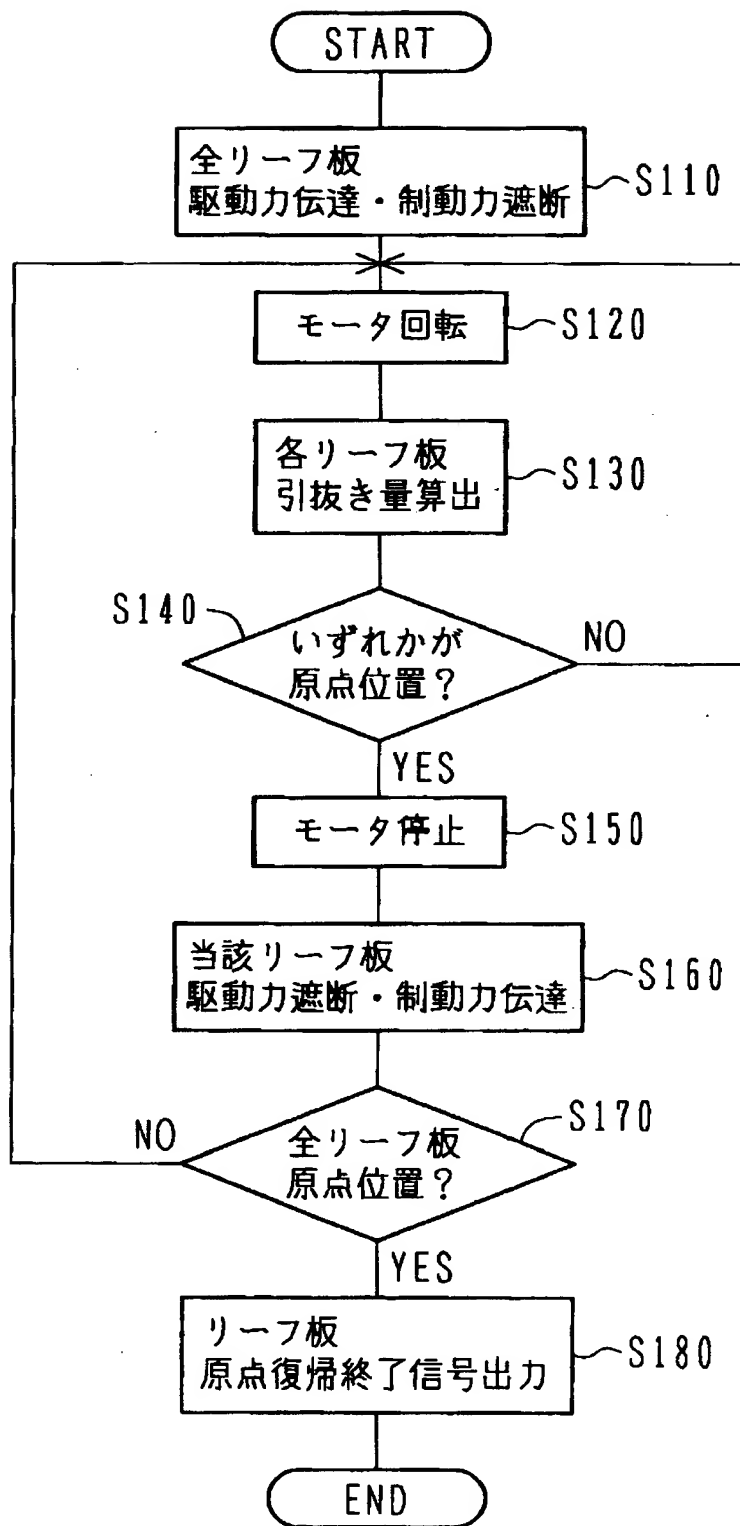 START
全リーフ板
駆動力伝達・制動力遮断
S110
モータ回転
S120
各リーフ板
引抜き量算出
S130
S140
いずれかが
原点位置?
NO
YES
モータ停止
S150
当該リーフ板
駆動力遮断・制動力伝達
S160
S170
NO
全リーフ板
原点位置?
YES
リーフ板
原点復帰終了信号出力
S180
END